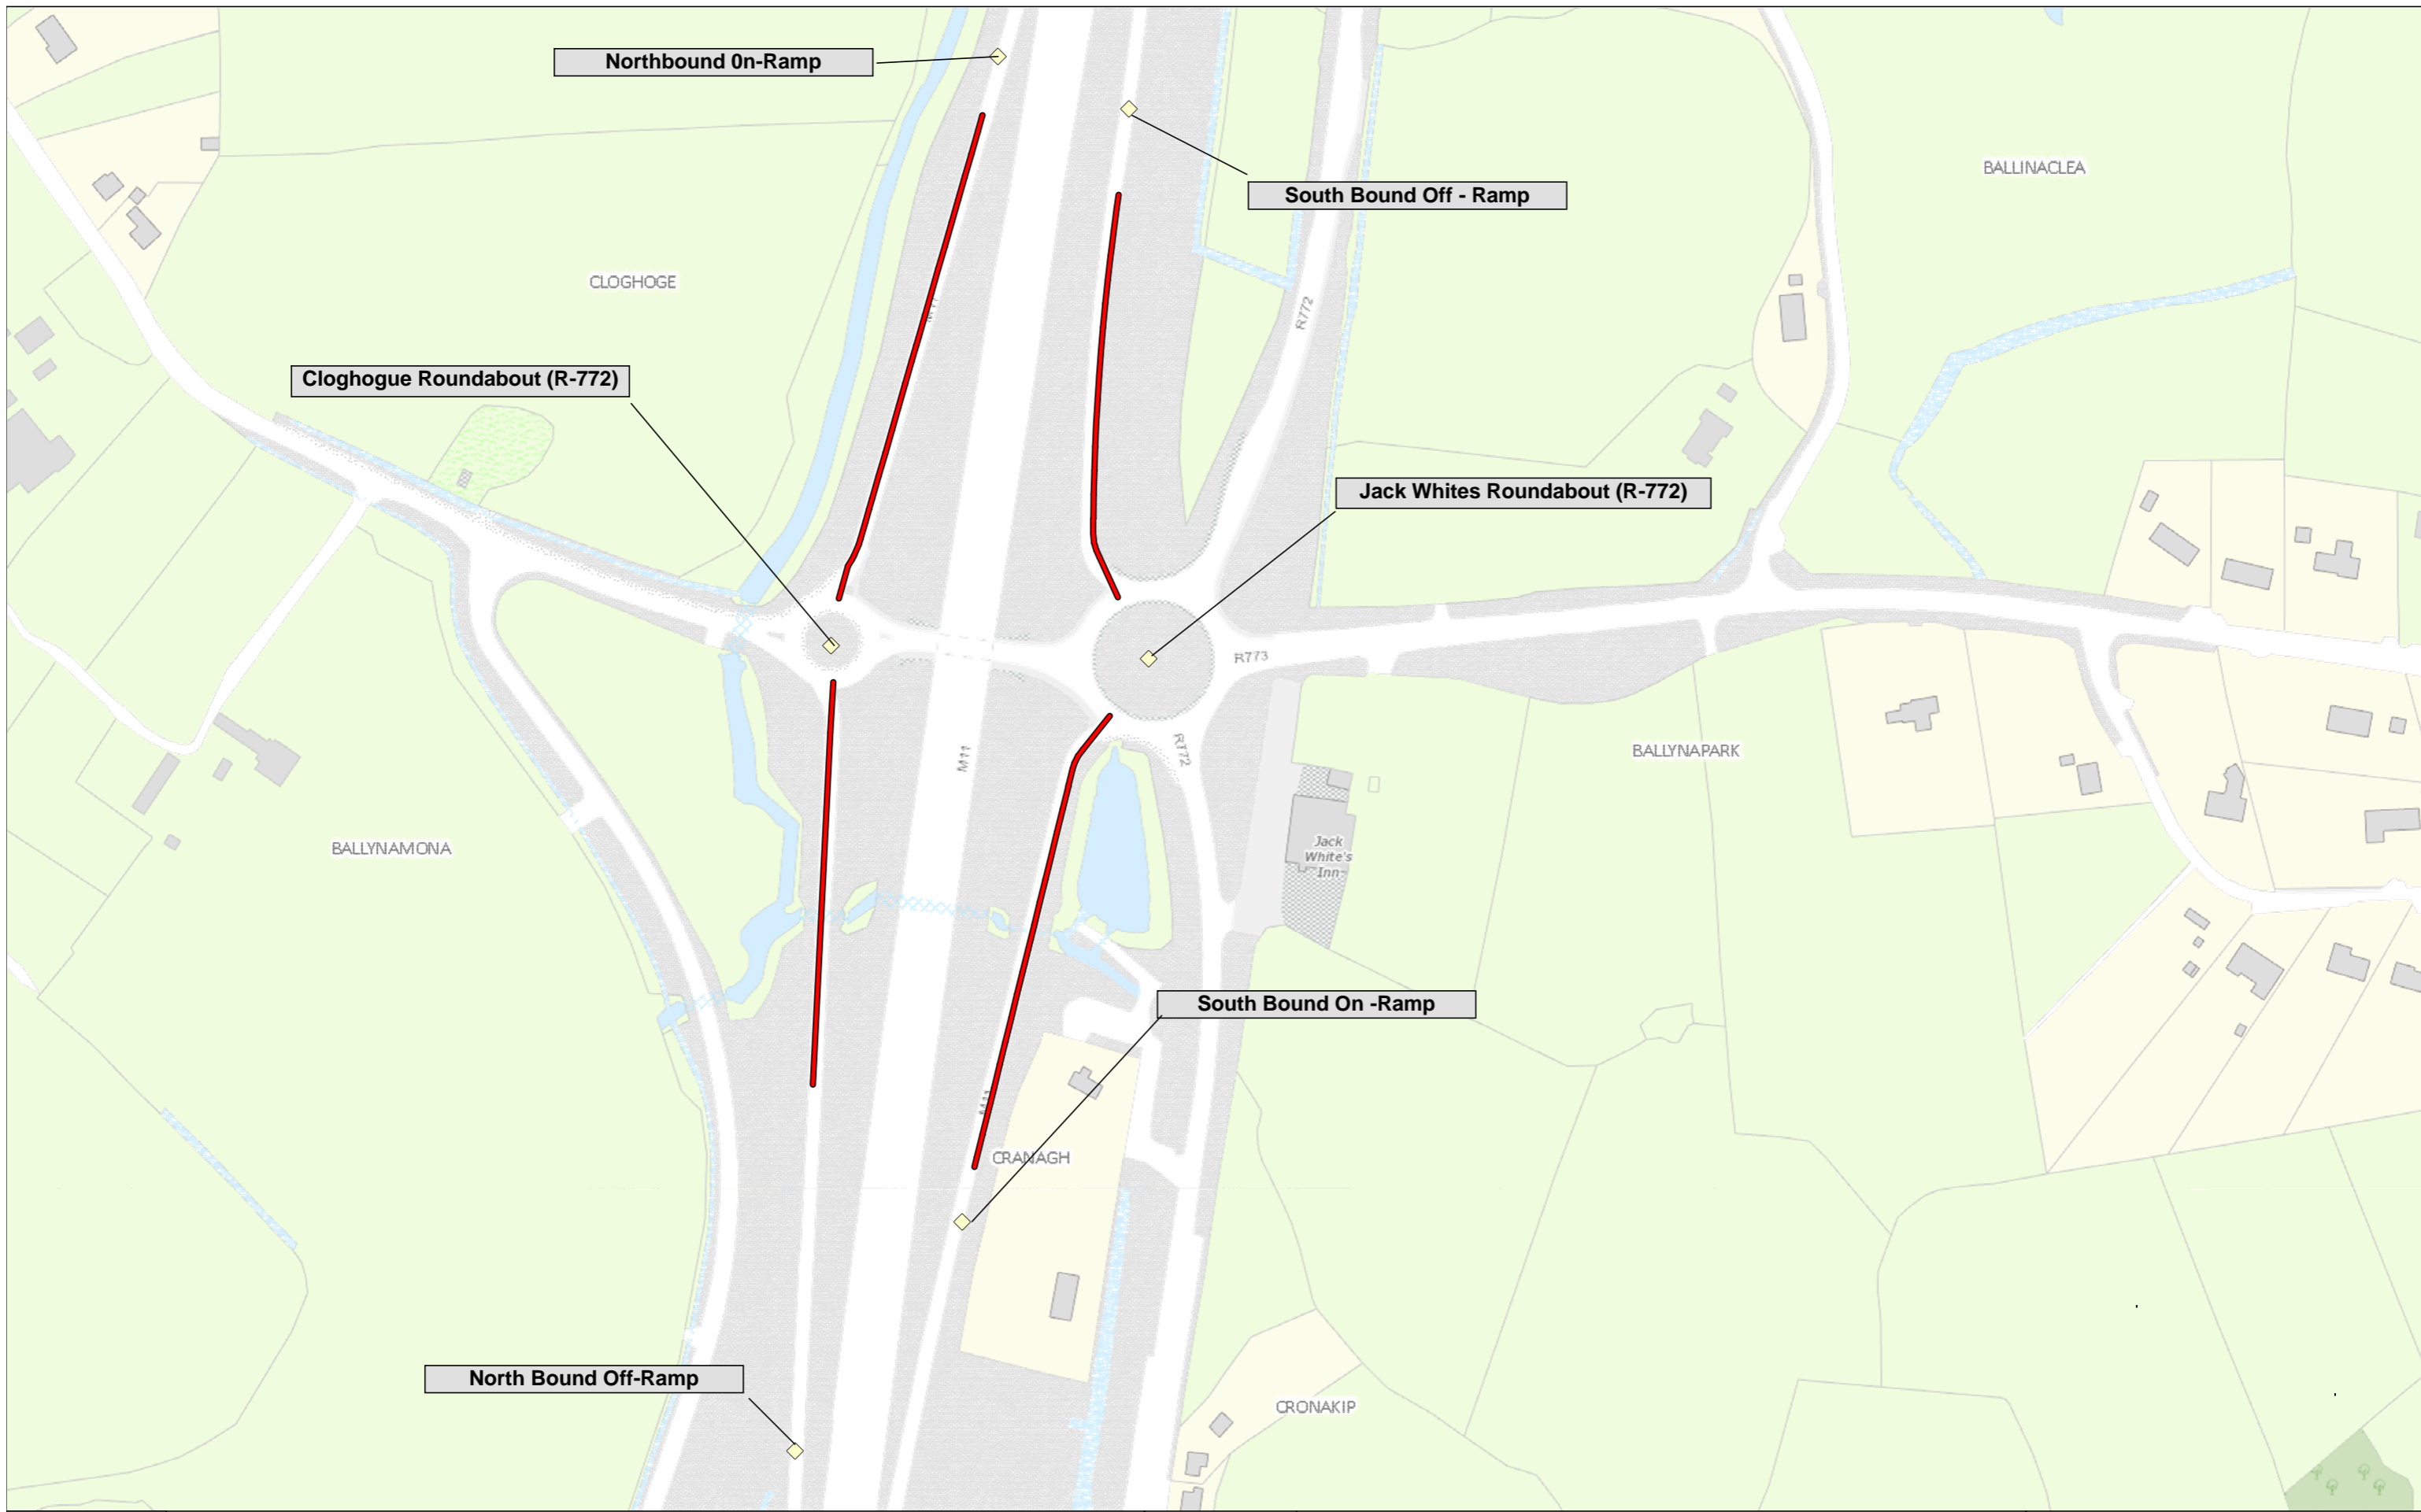 Northbound 0n-Ramp
South Bound Off - Ramp
BALLINACLEA
CLOGHOGE
R772
Cloghogue Roundabout (R-772)
Jack Whites Roundabout (R-772)
R773
R772
M11
BALLYNAPARK
BALLYNAMONA
Jack
White's
Inn
South Bound On -Ramp
CRANAGH
North Bound Off-Ramp
CRONAKIP